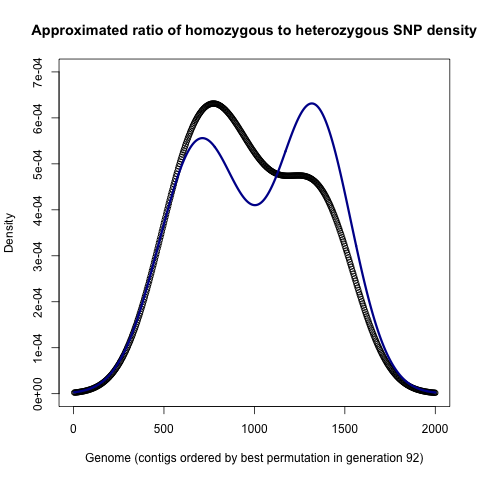 Approximated ratio of homozygous to heterozygous SNP density
7e-04
6e-04
5e-04
4e-04
3e-04
2e-04
1e-04
0e+00
Density
0 500 1000 1500 2000
Genome (contigs ordered by best permutation in generation 92)